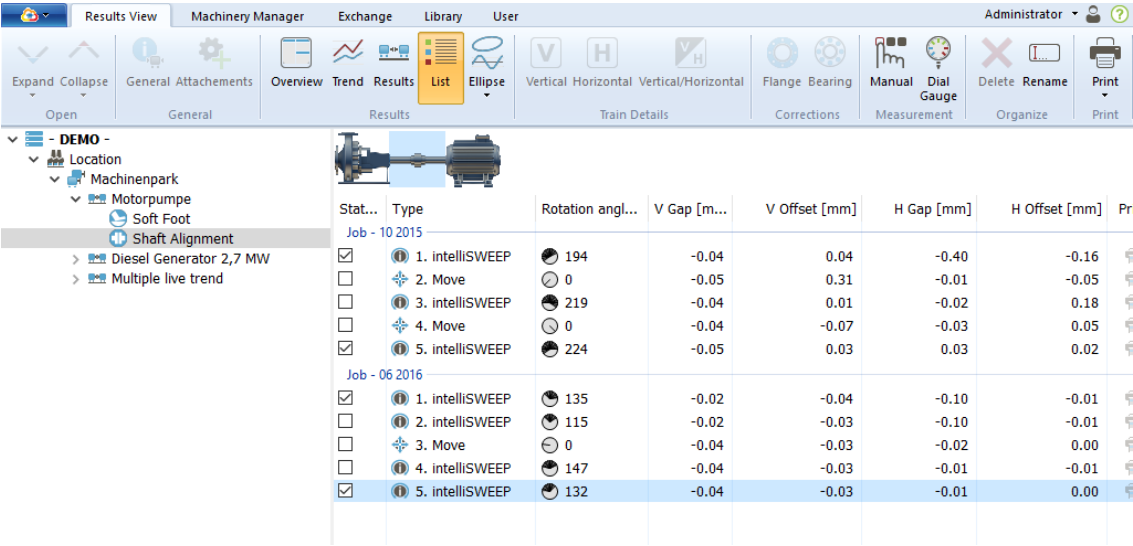 Results View Machinery Manager Exchange Library User Administrator ?
Expand Collapse General Attachements Overview Trend Results List Ellipse Vertical Horizontal Vertical/Horizontal Flange Bearing Manual Dial Gauge Delete Rename Print
Open General Results Train Details Corrections Measurement Organize Print
- DEMO -
Location
Machinenpark
Motorpumpe
Soft Foot
Shaft Alignment
Diesel Generator 2,7 MW
Multiple live trend
Stat... Type Rotation angl... V Gap [m... V Offset [mm] H Gap [mm] H Offset [mm] Pr
Job - 10 2015
1. intelliSWEEP 194 -0.04 0.04 -0.40 -0.16
2. Move 0 -0.05 0.31 -0.01 -0.05
3. intelliSWEEP 219 -0.04 0.01 -0.02 0.18
4. Move 0 -0.04 -0.07 -0.03 0.05
5. intelliSWEEP 224 -0.05 0.03 0.03 0.02
Job - 06 2016
1. intelliSWEEP 135 -0.02 -0.04 -0.10 -0.01
2. intelliSWEEP 115 -0.02 -0.03 -0.10 -0.01
3. Move 0 -0.04 -0.03 -0.02 0.00
4. intelliSWEEP 147 -0.04 -0.03 -0.01 -0.01
5. intelliSWEEP 132 -0.04 -0.03 -0.01 0.00